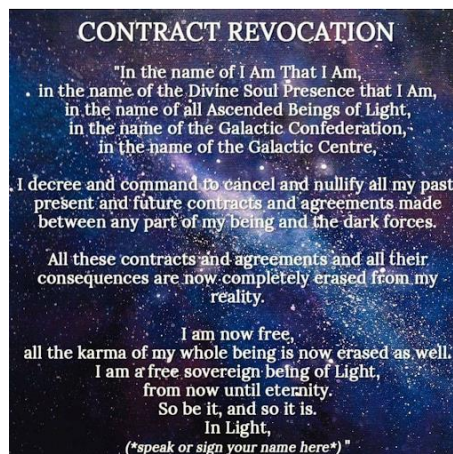 CONTRACT REVOCATION
"In the name of I Am That I Am,
in the name of the Divine Soul Presence that I Am,
in the name of all Ascended Beings of Light,
in the name of the Galactic Confederation,
in the name of the Galactic Centre,
I decree and command to cancel and nullify all my past
present and future contracts and agreements made
between any part of my being and the dark forces.
All these contracts and agreements and all their
consequences are now completely erased from my
reality.
I am now free,
all the karma of my whole being is now erased as well.
I am a free sovereign being of Light,
from now until eternity.
So be it, and so it is.
In Light,
(*speak or sign your name here*) "